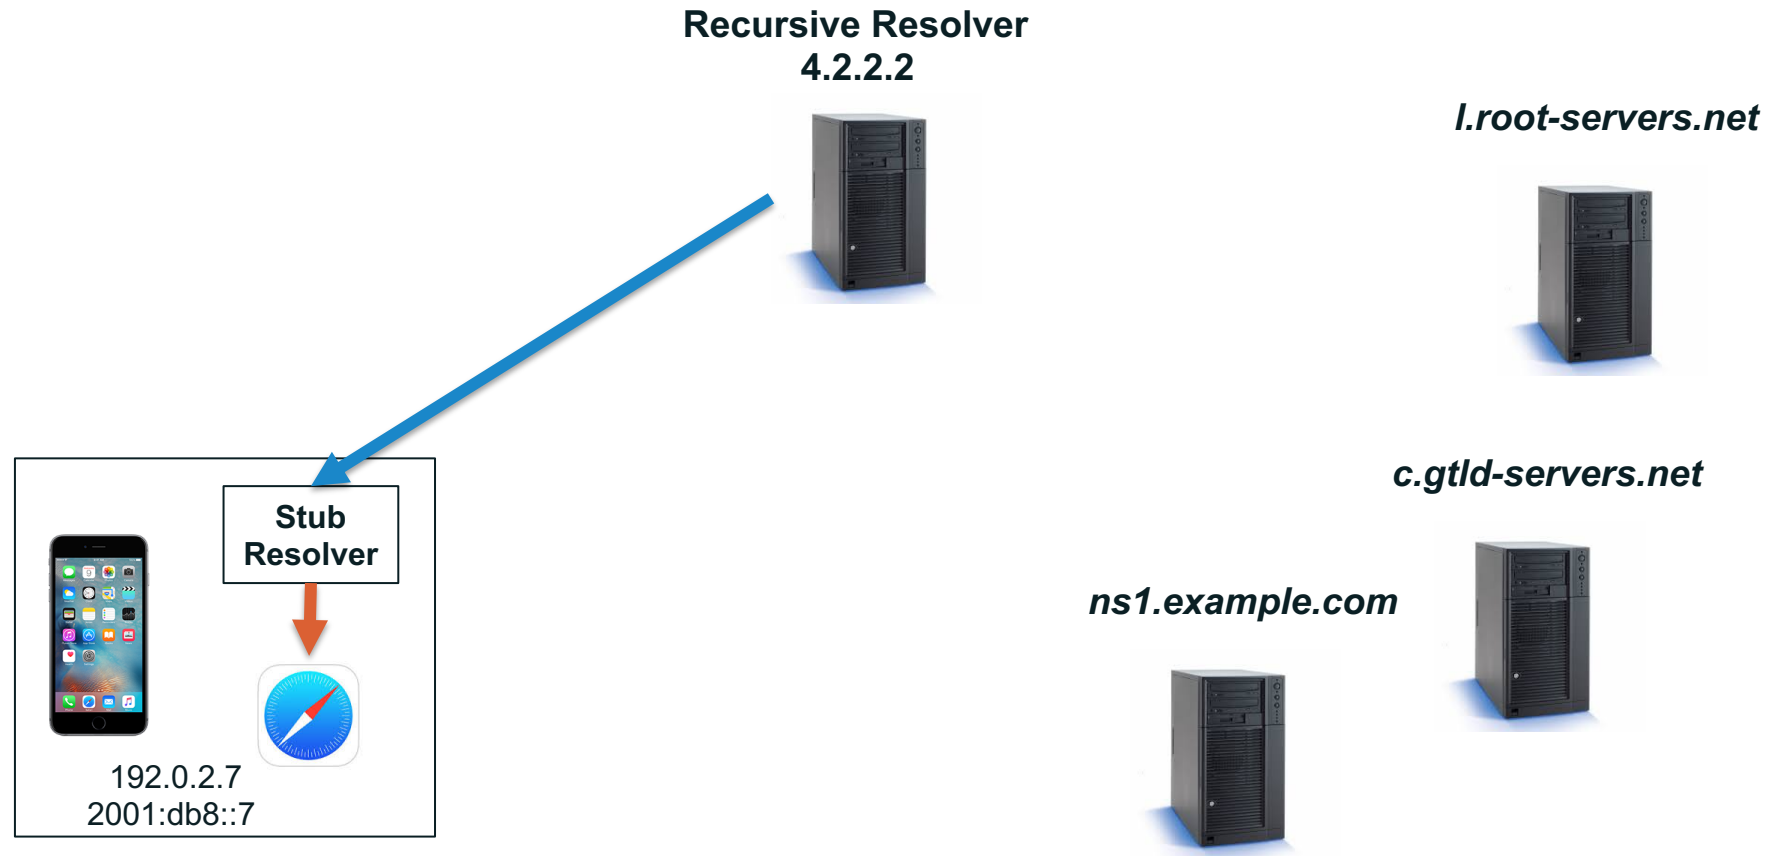 Recursive Resolver
4.2.2.2
l.root-servers.net
c.gtld-servers.net
Stub
Resolver
ns1.example.com
192.0.2.7
2001:db8::7